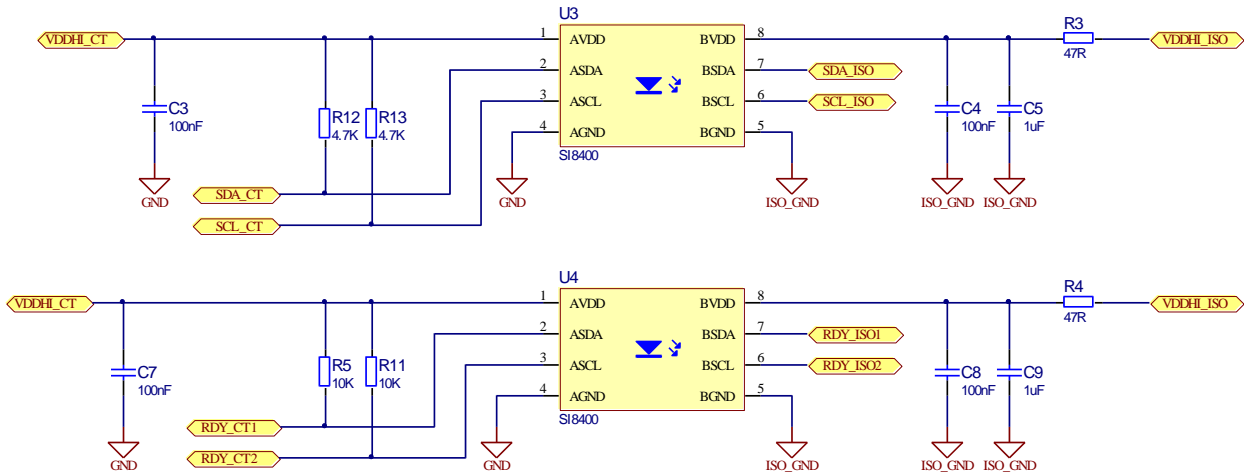 U3
VDDHI_CT
1 AVDD BVDD 8
R3
47R
VDDHI_ISO
2 ASDA BSDA 7
SDA_ISO
3 ASCL BSCL 6
SCL_ISO
C3
100nF
R12
4.7K
R13
4.7K
4 AGND BGND 5
SI8400
C4
100nF
C5
1uF
SDA_CT
GND
GND
ISO_GND
ISO_GND
ISO_GND
SCL_CT
U4
VDDHI_CT
1 AVDD BVDD 8
R4
47R
VDDHI_ISO
2 ASDA BSDA 7
RDY_ISO1
3 ASCL BSCL 6
RDY_ISO2
C7
100nF
R5
10K
R11
10K
4 AGND BGND 5
SI8400
C8
100nF
C9
1uF
RDY_CT1
RDY_CT2
GND
GND
ISO_GND
ISO_GND
ISO_GND